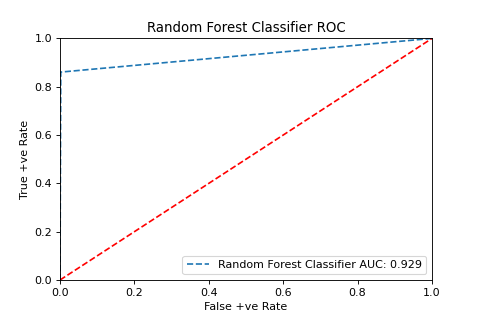 Random Forest Classifier ROC
1.0
0.8
0.6
0.4
0.2
0.0
True +ve Rate
Random Forest Classifier AUC: 0.929
0.0 0.2 0.4 0.6 0.8 1.0
False +ve Rate